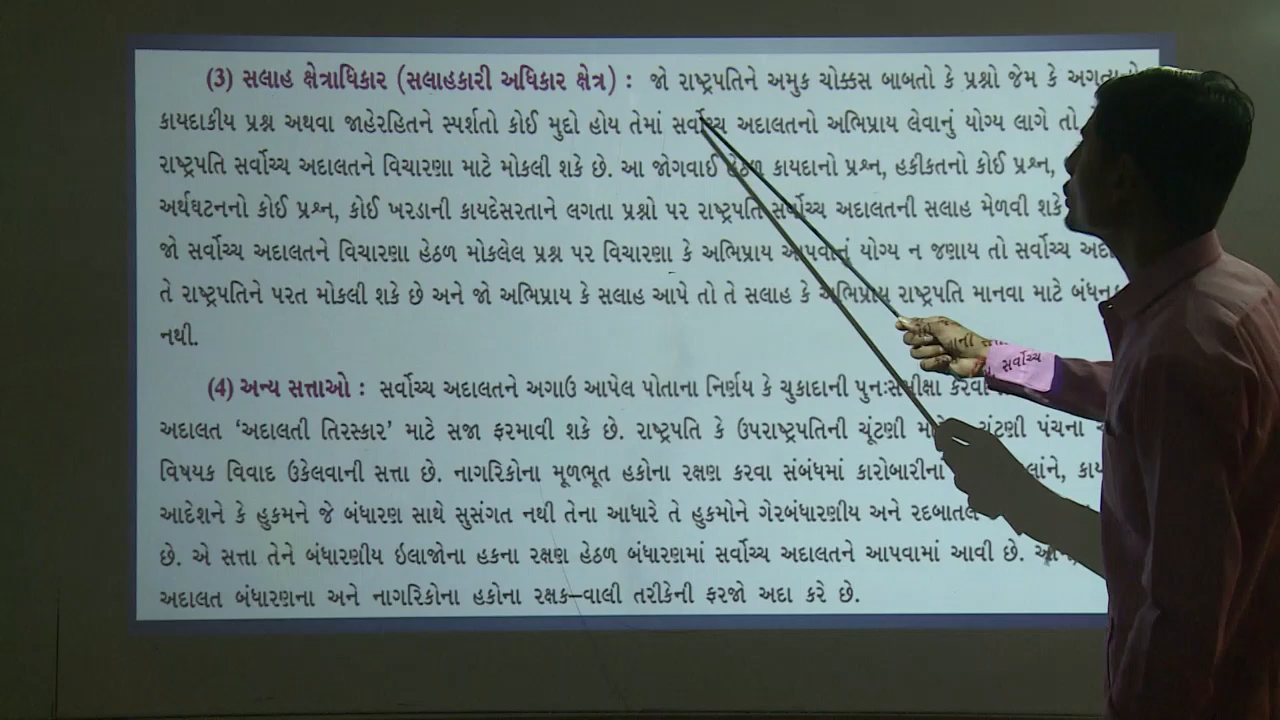 (3) સલાહ ક્ષેત્રાધિકાર (સલાહકારી અધિકાર ક્ષેત્ર) : જો રાષ્ટ્રપતિને અમુક ચોક્કસ બાબતો કે પ્રશ્નો જેમ કે
કાયદાકીય પ્રશ્ન અથવા જાહેરહિતને સ્પર્શતો કોઈ મુદ્દો હોય તેમાં સર્વોચ્ચ અદાલતનો અભિપ્રાય લેવાનું યોગ્ય લાગે તો
રાષ્ટ્રપતિ સર્વોચ્ચ અદાલતને વિચારણા માટે મોકલી શકે છે. આ જોગવાઈ હેઠળ કાયદાનો પ્રશ્ન, હકીકતનો કોઈ પ્રશ્ન,
અર્થઘટનનો કોઈ પ્રશ્ન, કોઈ ખરડાની કાયદેસરતાને લગતા પ્રશ્નો પર રાષ્ટ્રપતિ સર્વોચ્ચ અદાલતની સલાહ મેળવી શકે
જો સર્વોચ્ચ અદાલતને વિચારણા હેઠળ મોકલેલ પ્રશ્ન પર વિચારણા કે અભિપ્રાય આપવાનું યોગ્ય ન જણાય તો સર્વોચ્ચ
તે રાષ્ટ્રપતિને પરત મોકલી શકે છે અને જો અભિપ્રાય કે સલાહ આપે તો તે સલાહ કે અભિપ્રાય રાષ્ટ્રપતિ માનવા માટે
નથી.
(4) અન્ય સત્તાઓ : સર્વોચ્ચ અદાલતને અગાઉ આપેલ પોતાના નિર્ણય કે ચુકાદાની પુનઃસમીક્ષા
અદાલત ‘અદાલતી તિરસ્કાર’ માટે સજા ફરમાવી શકે છે. રાષ્ટ્રપતિ કે ઉપરાષ્ટ્રપતિની ચૂંટણી ચૂંટણી પંચના
વિષયક વિવાદ ઉકેલવાની સત્તા છે. નાગરિકોના મૂળભૂત હકોના રક્ષણ કરવા સંબંધમાં કારોબારીના
આદેશને કે હુકમને જે બંધારણ સાથે સુસંગત નથી તેના આધારે તે હુકમોને ગેરબંધારણીય અને
છે. એ સત્તા તેને બંધારણીય ઇલાજોના હકના રક્ષણ હેઠળ બંધારણમાં સર્વોચ્ચ અદાલતને આપવામાં આવી છે.
અદાલત બંધારણના અને નાગરિકોના હકોના રક્ષક–વાલી તરીકેની ફરજો અદા કરે છે.